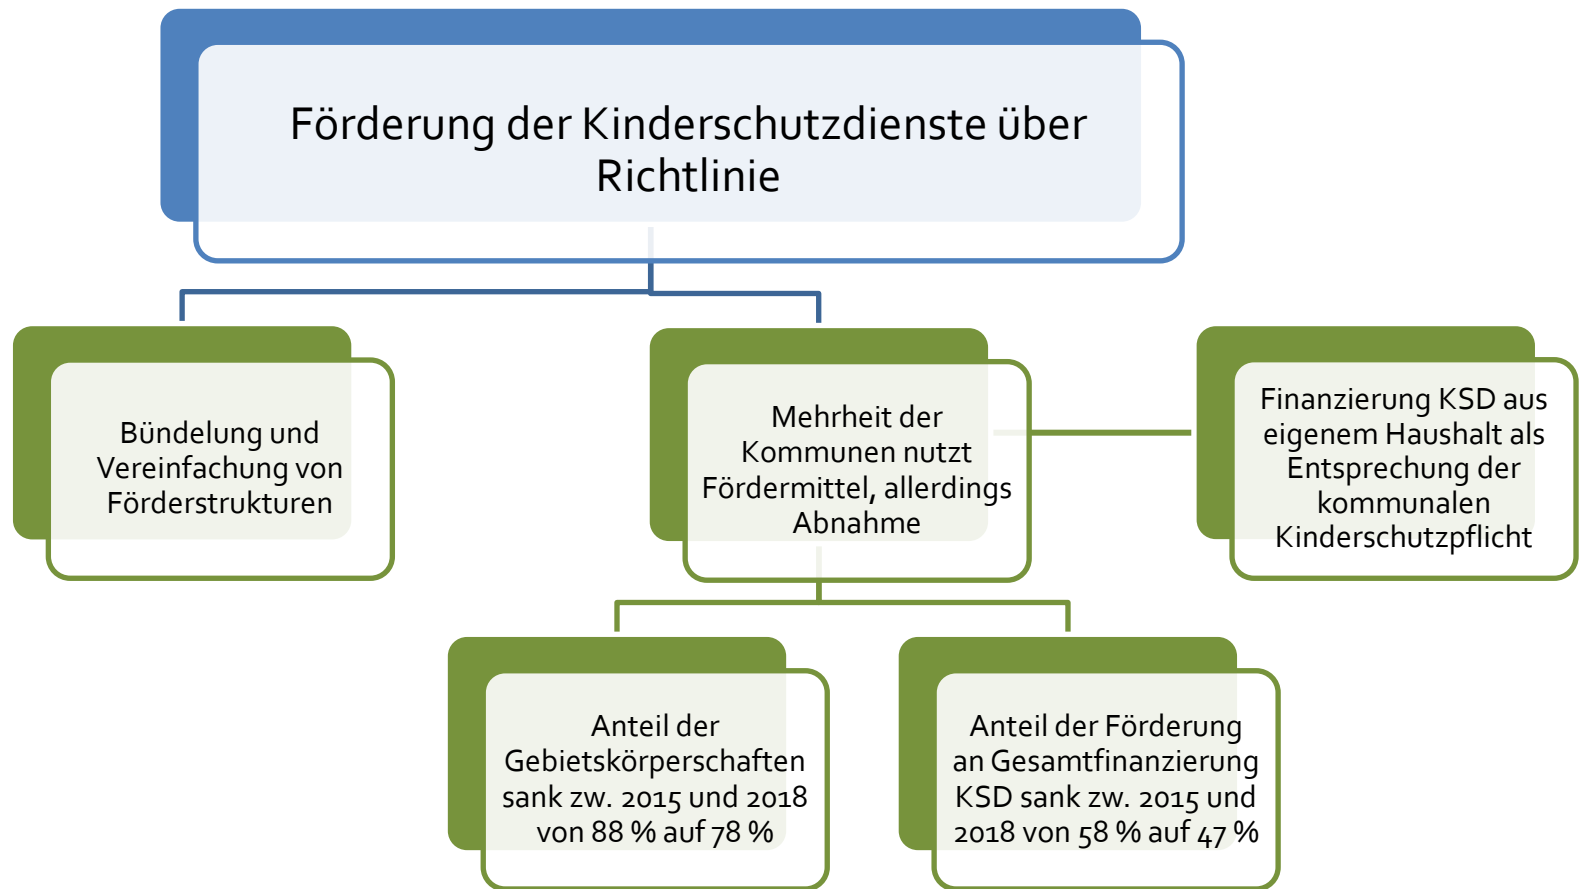 Förderung der Kinderschutzdienste über
Richtlinie
Bündelung und
Vereinfachung von
Förderstrukturen
Mehrheit der
Kommunen nutzt
Fördermittel, allerdings
Abnahme
Finanzierung KSD aus
eigenem Haushalt als
Entsprechung der
kommunalen
Kinderschutzpflicht
Anteil der
Gebietskörperschaften
sank zw. 2015 und 2018
von 88 % auf 78 %
Anteil der Förderung
an Gesamtfinanzierung
KSD sank zw. 2015 und
2018 von 58 % auf 47 %